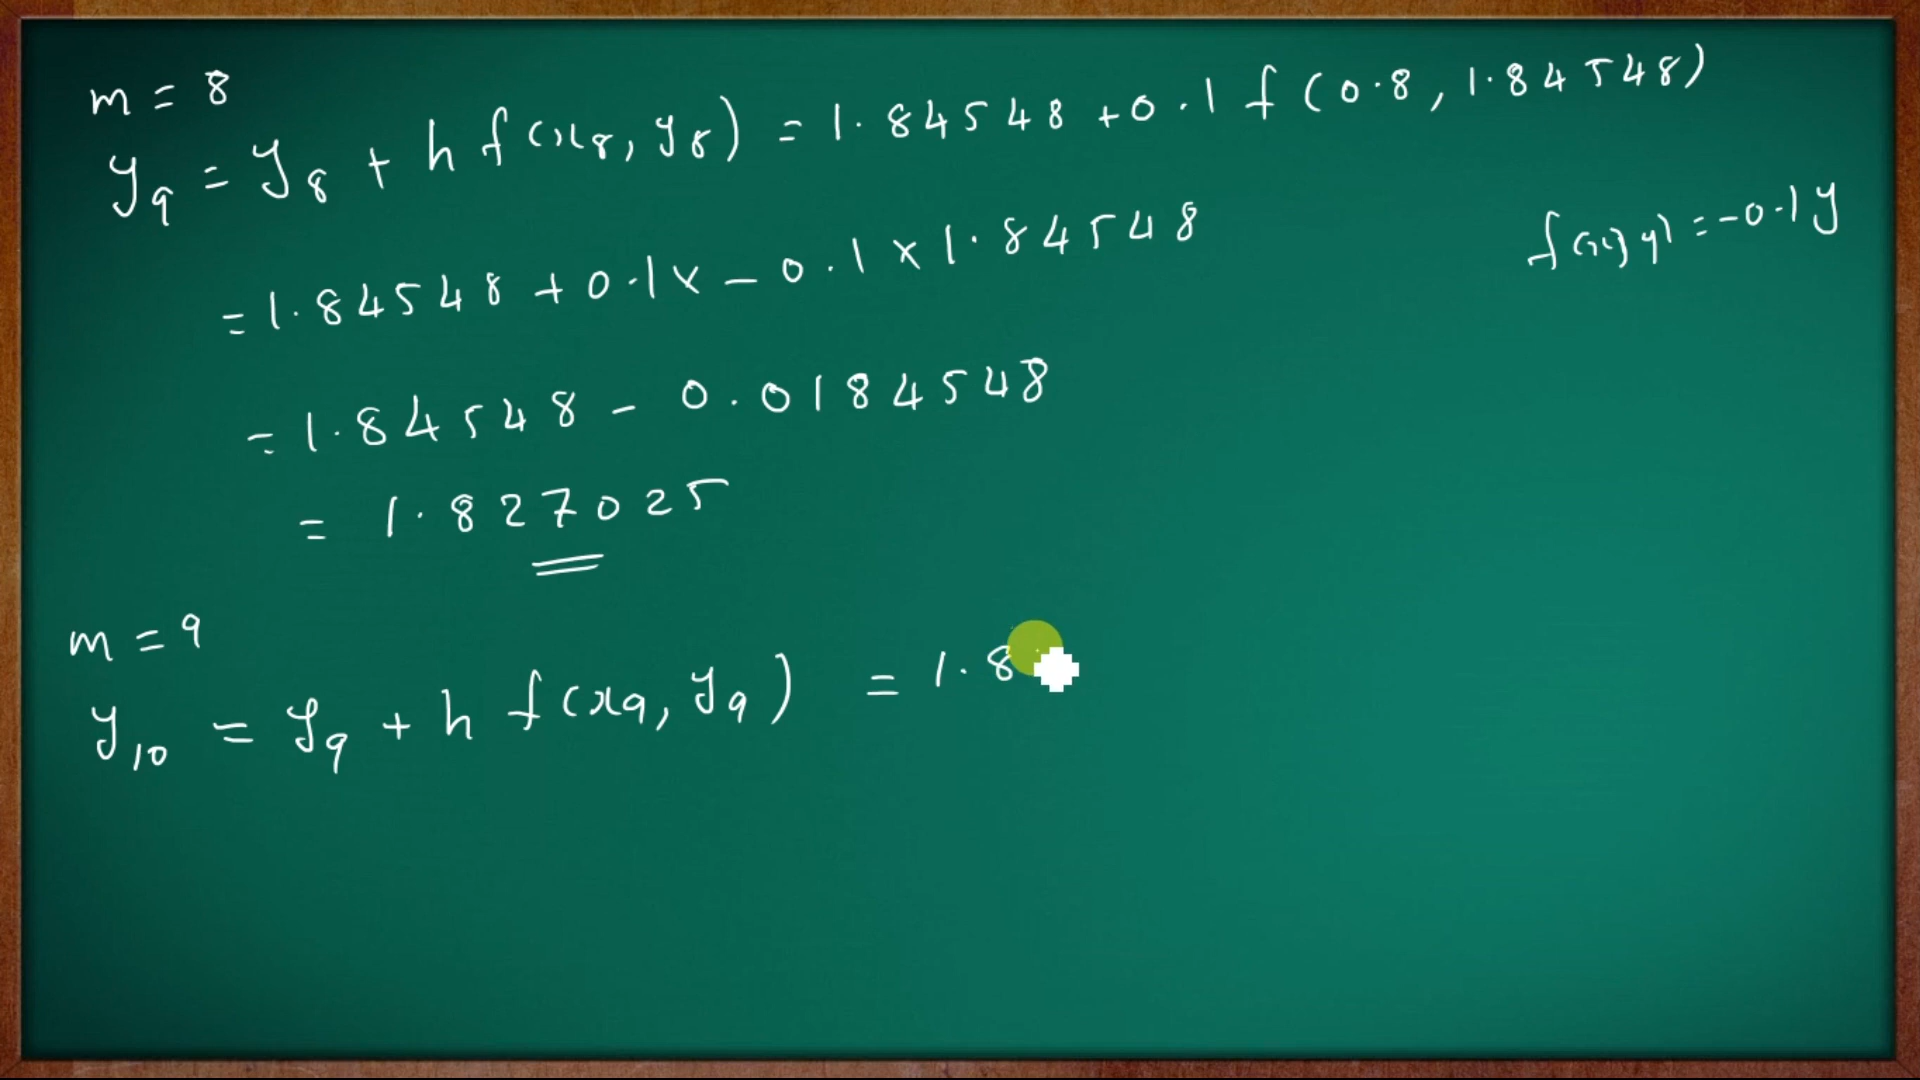 m = 8
y₉ = y₈ + h f(x₈, y₈) = 1.84548 + 0.1 f(0.8, 1.84548)
f(x, y) = -0.1y
= 1.84548 + 0.1 x - 0.1 x 1.84548
= 1.84548 - 0.0184548
= 1.827025
m = 9
y₁₀ = y₉ + h f(x₉, y₉) = 1.8